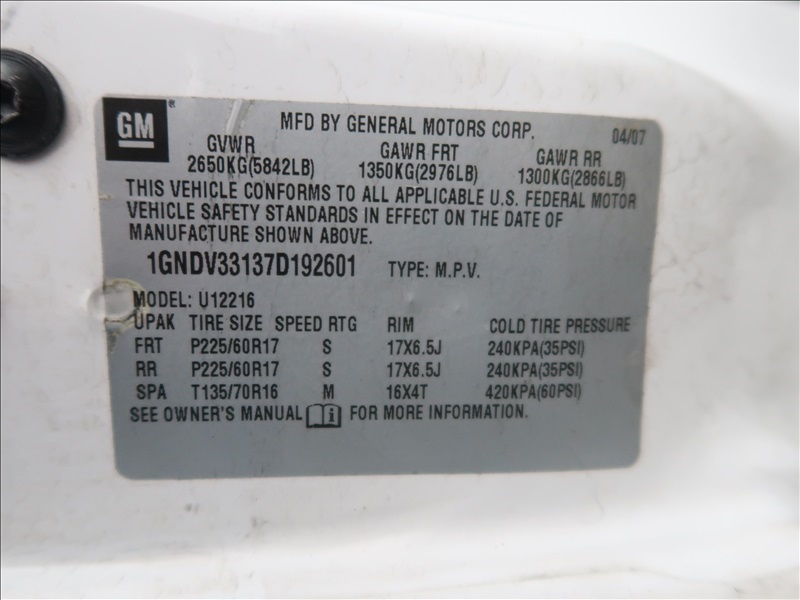 GM
MFD BY GENERAL MOTORS CORP. 04/07
GVWR GAWR FRT GAWR RR
2650KG(5842LB) 1350KG(2976LB) 1300KG(2866LB)
THIS VEHICLE CONFORMS TO ALL APPLICABLE U.S. FEDERAL MOTOR
VEHICLE SAFETY STANDARDS IN EFFECT ON THE DATE OF
MANUFACTURE SHOWN ABOVE.
1GNDV33137D192601 TYPE: M.P.V.
MODEL: U12216
UPAK TIRE SIZE SPEED RTG RIM COLD TIRE PRESSURE
FRT P225/60R17 S 17X6.5J 240KPA(35PSI)
RR P225/60R17 S 17X6.5J 240KPA(35PSI)
SPA T135/70R16 M 16X4T 420KPA(60PSI)
SEE OWNER'S MANUAL i FOR MORE INFORMATION.